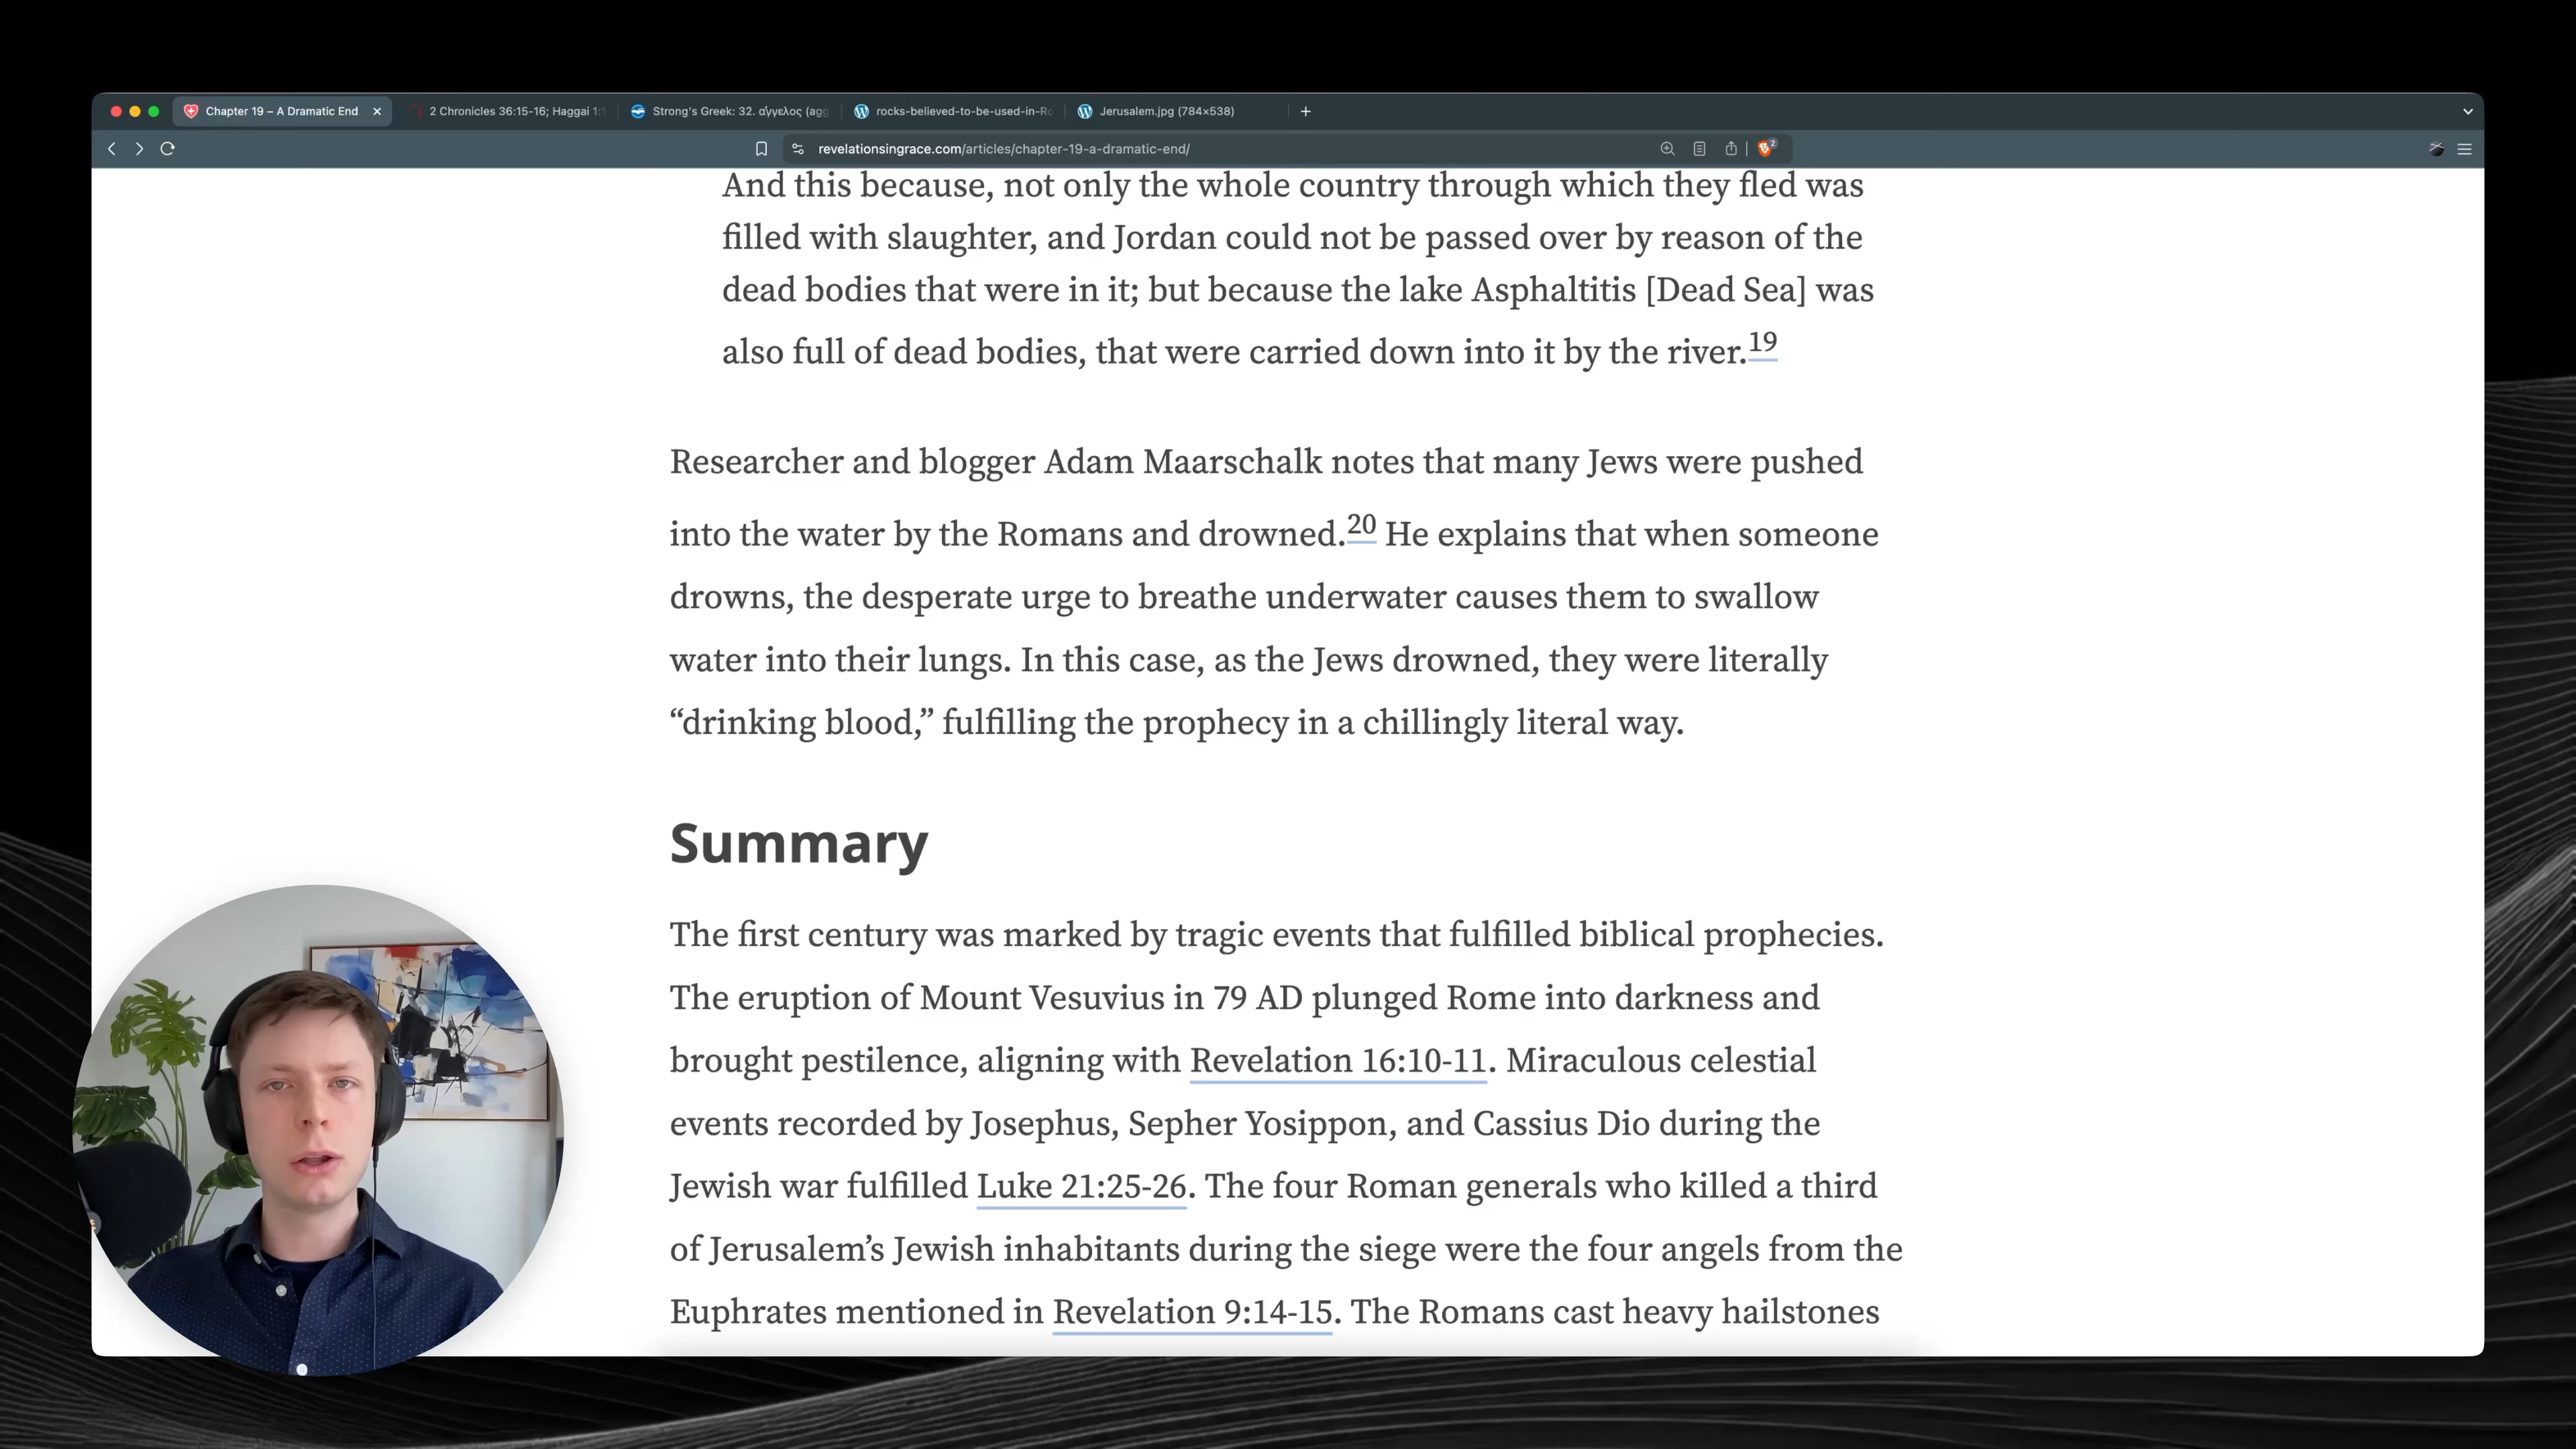 Chapter 19 – A Dramatic End
2 Chronicles 36:15-16; Haggai 1:1
Strong's Greek: 32. ἄγγελος (agg
rocks-believed-to-be-used-in-Ro
Jerusalem.jpg (784×538)
revelationsingrace.com/articles/chapter-19-a-dramatic-end/
2
And this because, not only the whole country through which they fled was
filled with slaughter, and Jordan could not be passed over by reason of the
dead bodies that were in it; but because the lake Asphaltitis [Dead Sea] was
also full of dead bodies, that were carried down into it by the river.19
Researcher and blogger Adam Maarschalk notes that many Jews were pushed
into the water by the Romans and drowned.20 He explains that when someone
drowns, the desperate urge to breathe underwater causes them to swallow
water into their lungs. In this case, as the Jews drowned, they were literally
“drinking blood,” fulfilling the prophecy in a chillingly literal way.
Summary
The first century was marked by tragic events that fulfilled biblical prophecies.
The eruption of Mount Vesuvius in 79 AD plunged Rome into darkness and
brought pestilence, aligning with Revelation 16:10-11. Miraculous celestial
events recorded by Josephus, Sepher Yosippon, and Cassius Dio during the
Jewish war fulfilled Luke 21:25-26. The four Roman generals who killed a third
of Jerusalem’s Jewish inhabitants during the siege were the four angels from the
Euphrates mentioned in Revelation 9:14-15. The Romans cast heavy hailstones